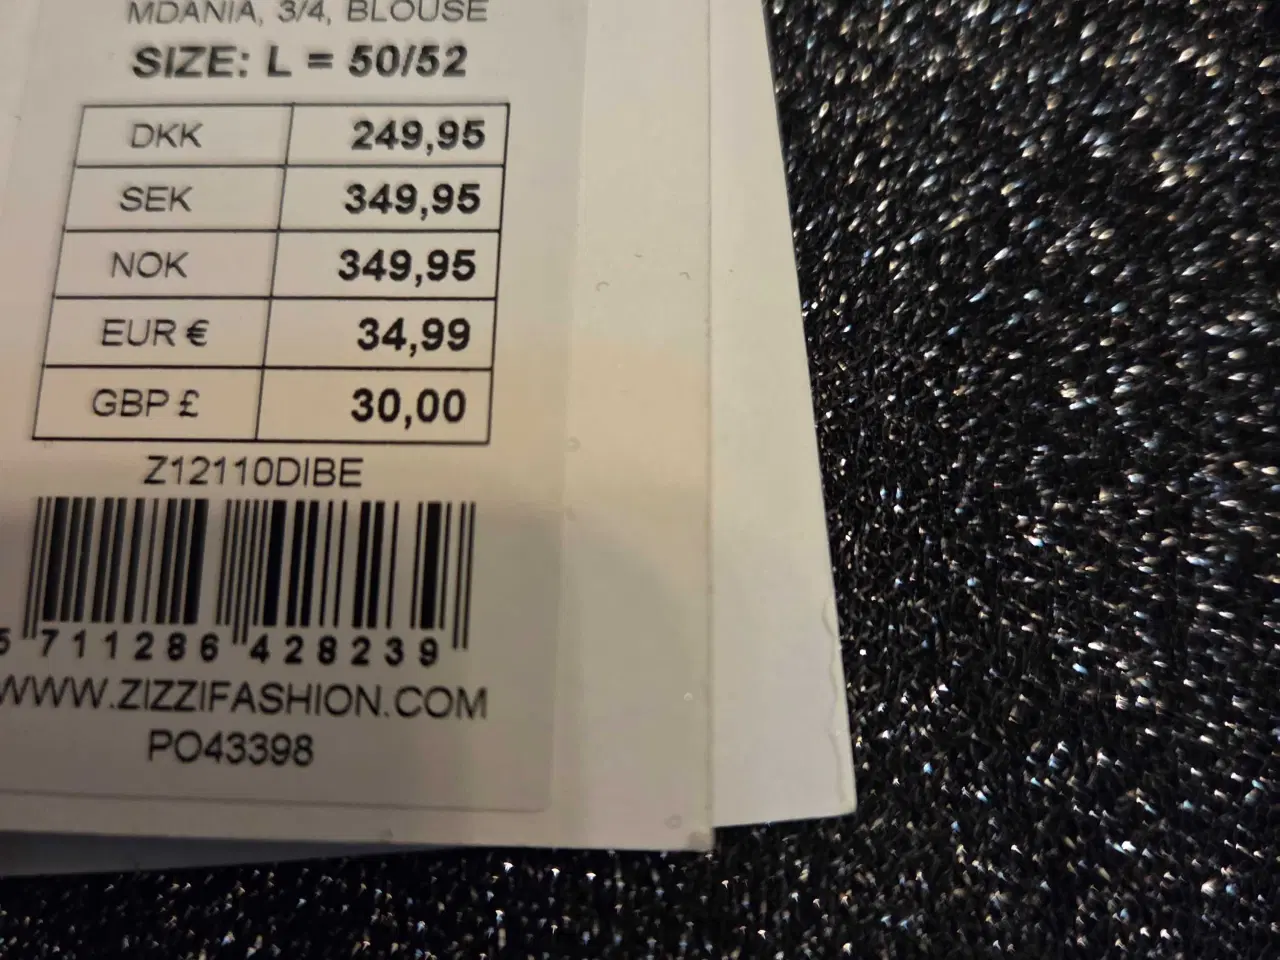 MDANIA, 3/4, BLOUSE
SIZE: L = 50/52
DKK 249,95
SEK 349,95
NOK 349,95
EUR € 34,99
GBP £ 30,00
Z12110DIBE
5 711286 428239
WWW.ZIZZIFASHION.COM
PO43398